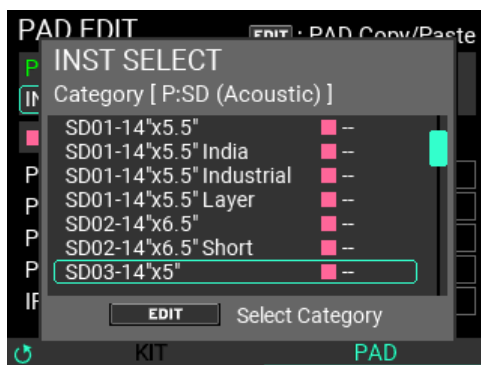 PAD EDIT EDIT : PAD Copy/Paste
INST SELECT
Category [ P:SD (Acoustic) ]
SD01-14"x5.5" --
SD01-14"x5.5" India --
SD01-14"x5.5" Industrial --
SD01-14"x5.5" Layer --
SD02-14"x6.5" --
SD02-14"x6.5" Short --
SD03-14"x5" --
EDIT Select Category
KIT PAD